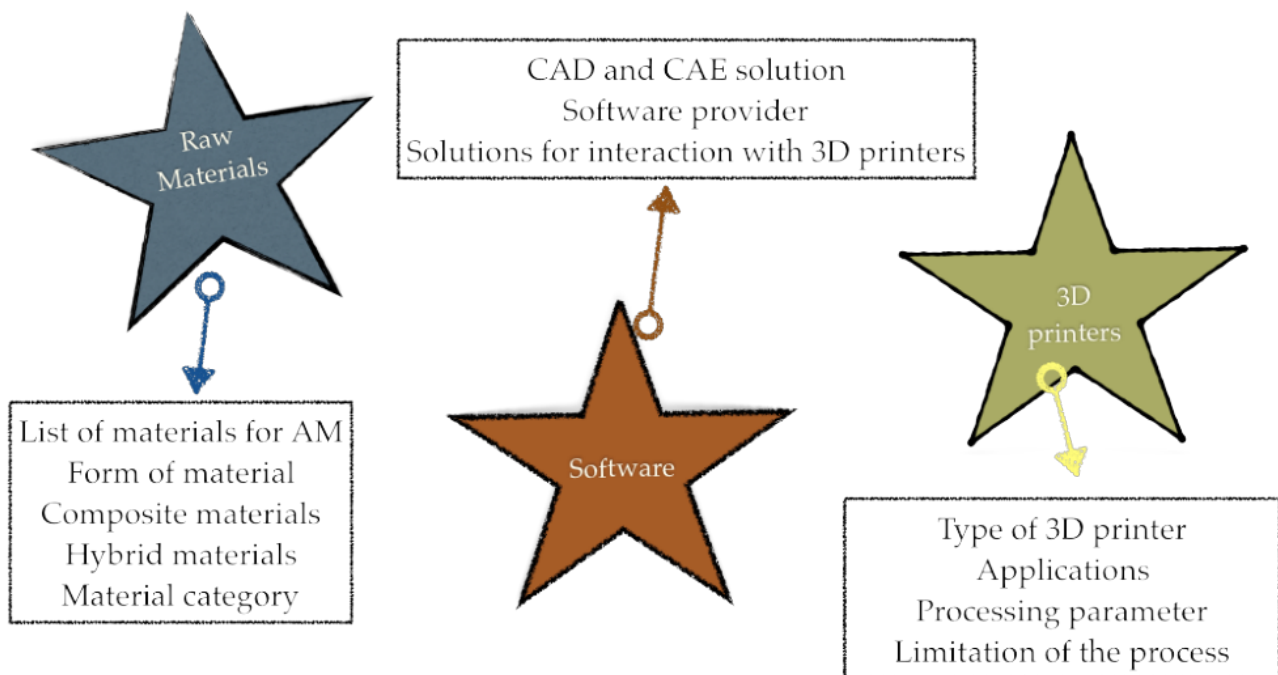 Raw
Materials
List of materials for AM
Form of material
Composite materials
Hybrid materials
Material category
CAD and CAE solution
Software provider
Solutions for interaction with 3D printers
Software
3D
printers
Type of 3D printer
Applications
Processing parameter
Limitation of the process